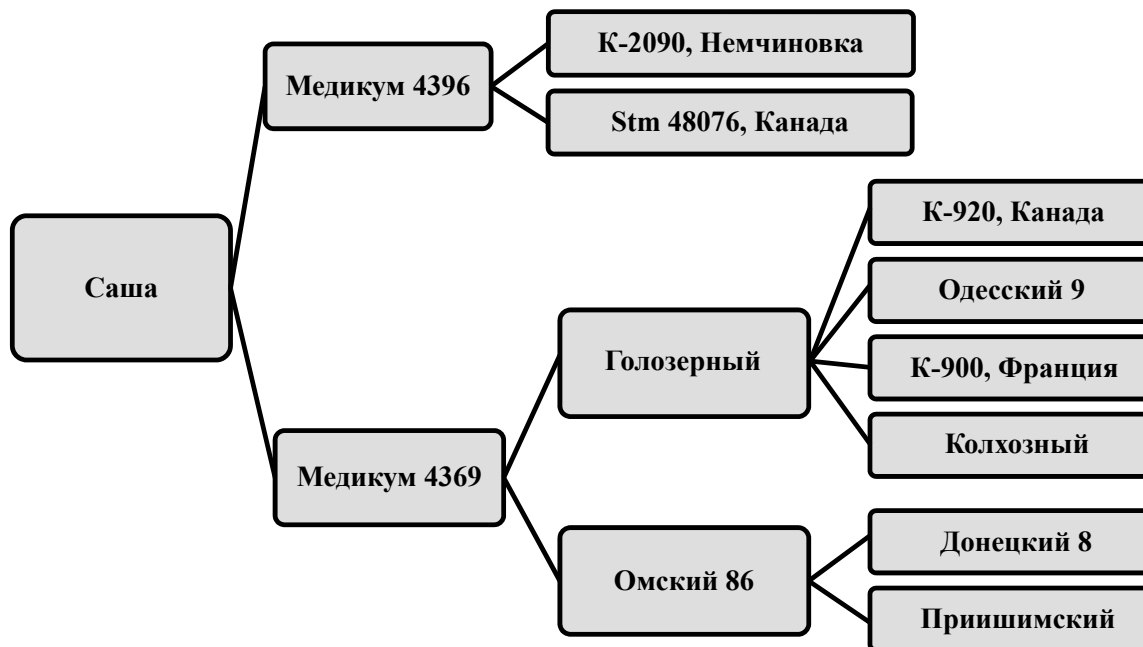 К-2090, Немчиновка
Медикум 4396
Stm 48076, Канада
К-920, Канада
Саша
Одесский 9
Голозерный
К-900, Франция
Колхозный
Медикум 4369
Донецкий 8
Омский 86
Приишимский